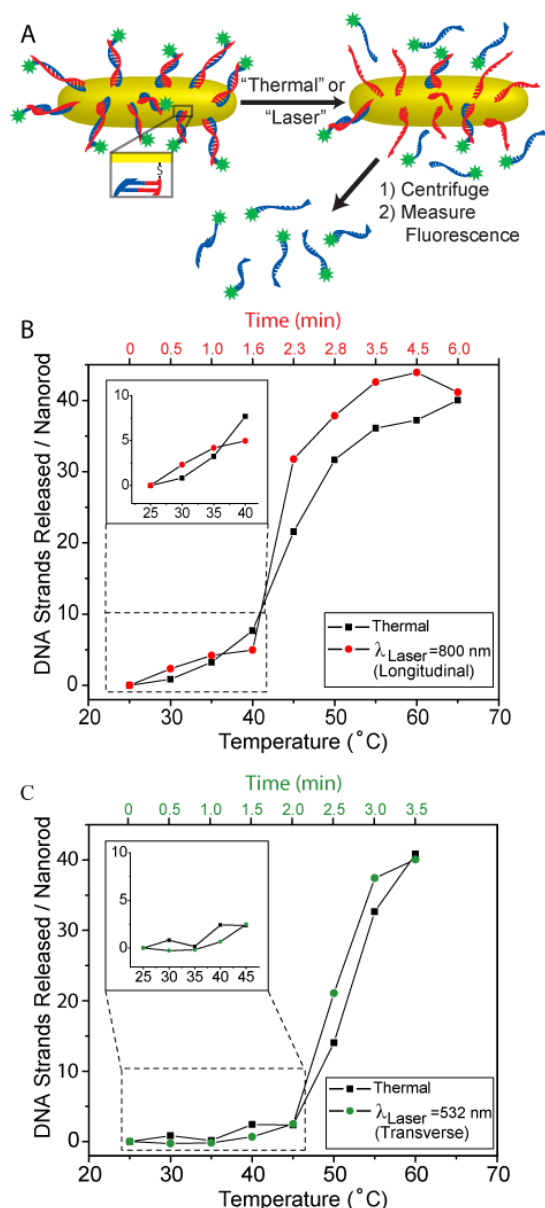 A
"Thermal" or
"Laser"
S
1) Centrifuge
2) Measure
Fluorescence
B
Time (min)
0 0.5 1.0 1.6 2.3 2.8 3.5 4.5 6.0
DNA Strands Released / Nanorod
40
30
20
10
0
10
5
0
25 30 35 40
Thermal
λLaser=800 nm
(Longitudinal)
20 30 40 50 60 70
Temperature (°C)
C
Time (min)
0 0.5 1.0 1.5 2.0 2.5 3.0 3.5
DNA Strands Released / Nanorod
40
30
20
10
0
10
5
0
25 30 35 40 45
Thermal
λLaser=532 nm
(Transverse)
20 30 40 50 60 70
Temperature (°C)